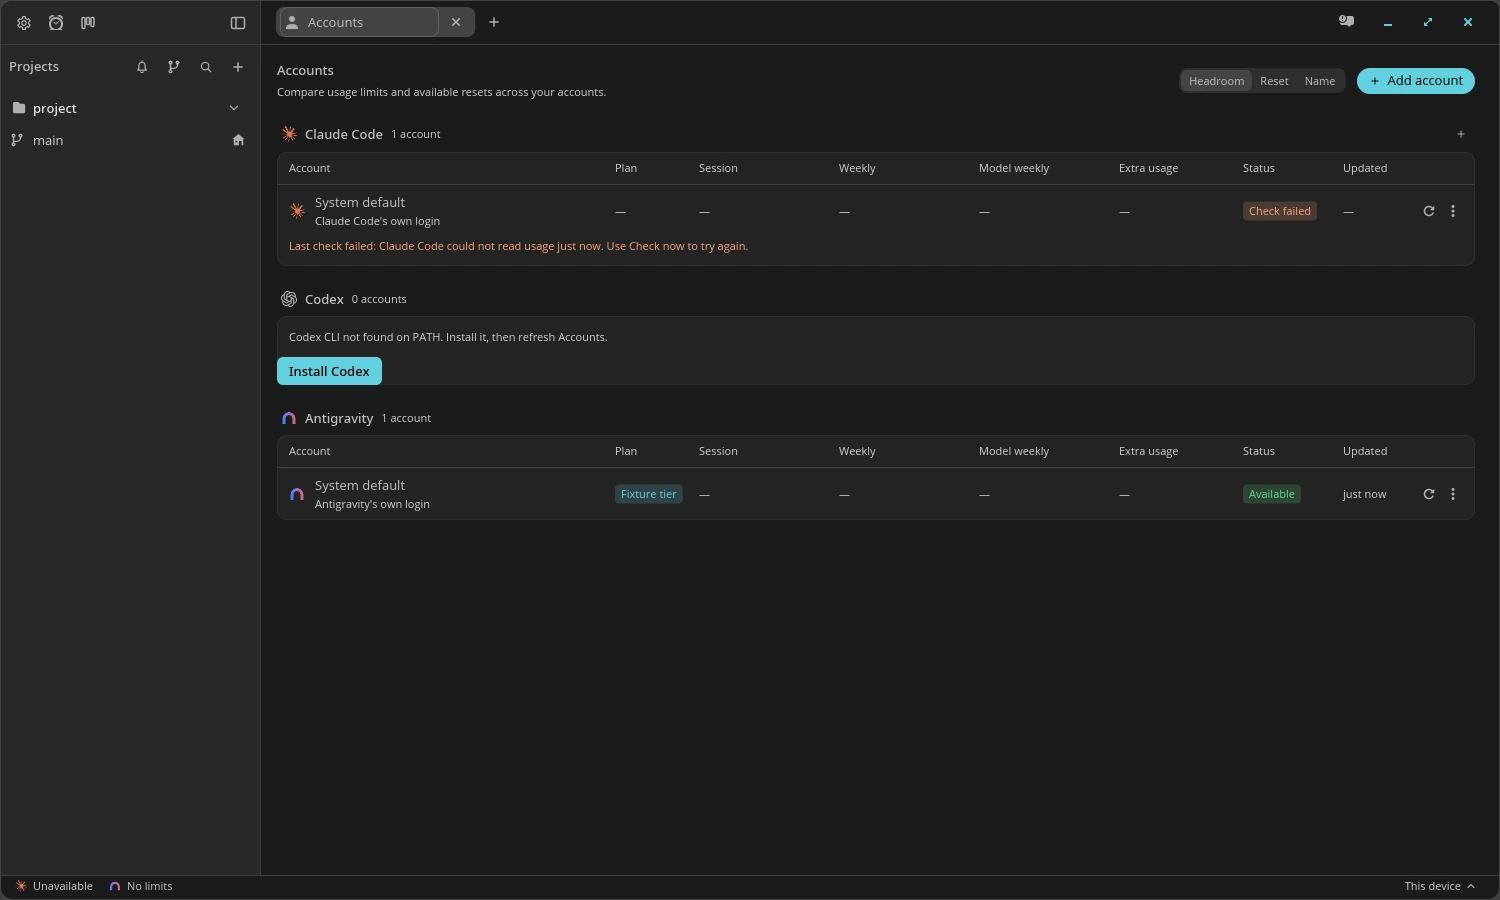 Accounts
Projects
project
main
Accounts
Compare usage limits and available resets across your accounts.
Headroom Reset Name
+ Add account
Claude Code 1 account
Account Plan Session Weekly Model weekly Extra usage Status Updated
System default
Claude Code's own login
— — — — — Check failed —
Last check failed: Claude Code could not read usage just now. Use Check now to try again.
Codex 0 accounts
Codex CLI not found on PATH. Install it, then refresh Accounts.
Install Codex
Antigravity 1 account
Account Plan Session Weekly Model weekly Extra usage Status Updated
System default
Antigravity's own login
Fixture tier — — — — Available just now
Unavailable No limits This device